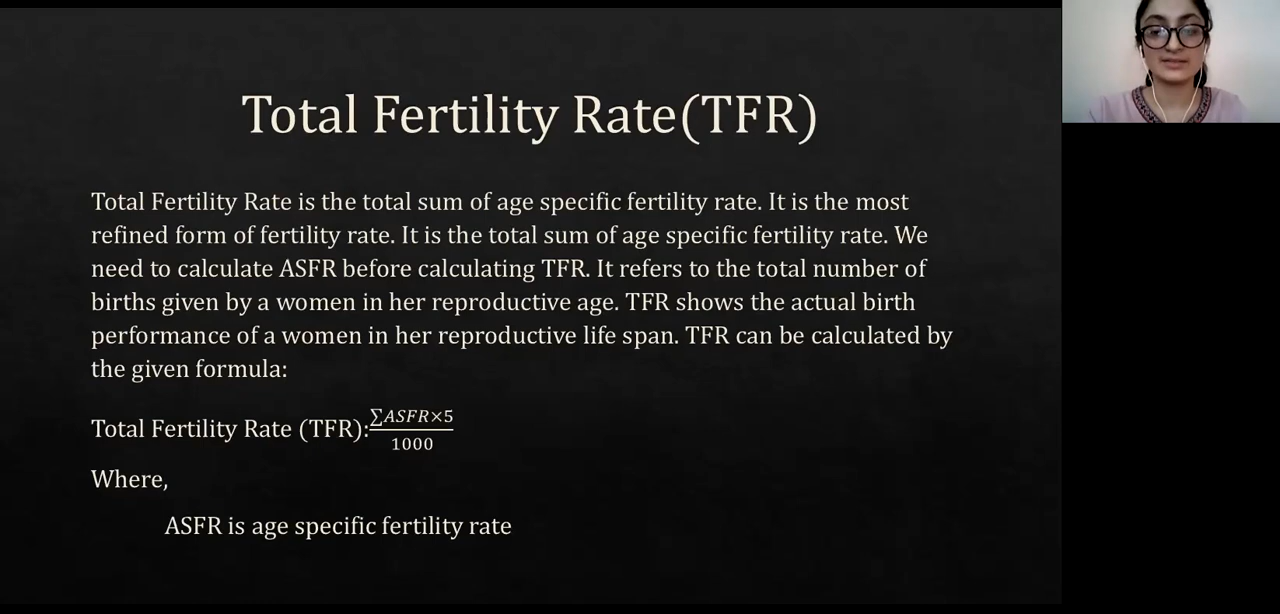 Total Fertility Rate(TFR)
Total Fertility Rate is the total sum of age specific fertility rate. It is the most
refined form of fertility rate. It is the total sum of age specific fertility rate. We
need to calculate ASFR before calculating TFR. It refers to the total number of
births given by a women in her reproductive age. TFR shows the actual birth
performance of a women in her reproductive life span. TFR can be calculated by
the given formula:
Total Fertility Rate (TFR): ∑ASFR×5 / 1000
Where,
ASFR is age specific fertility rate